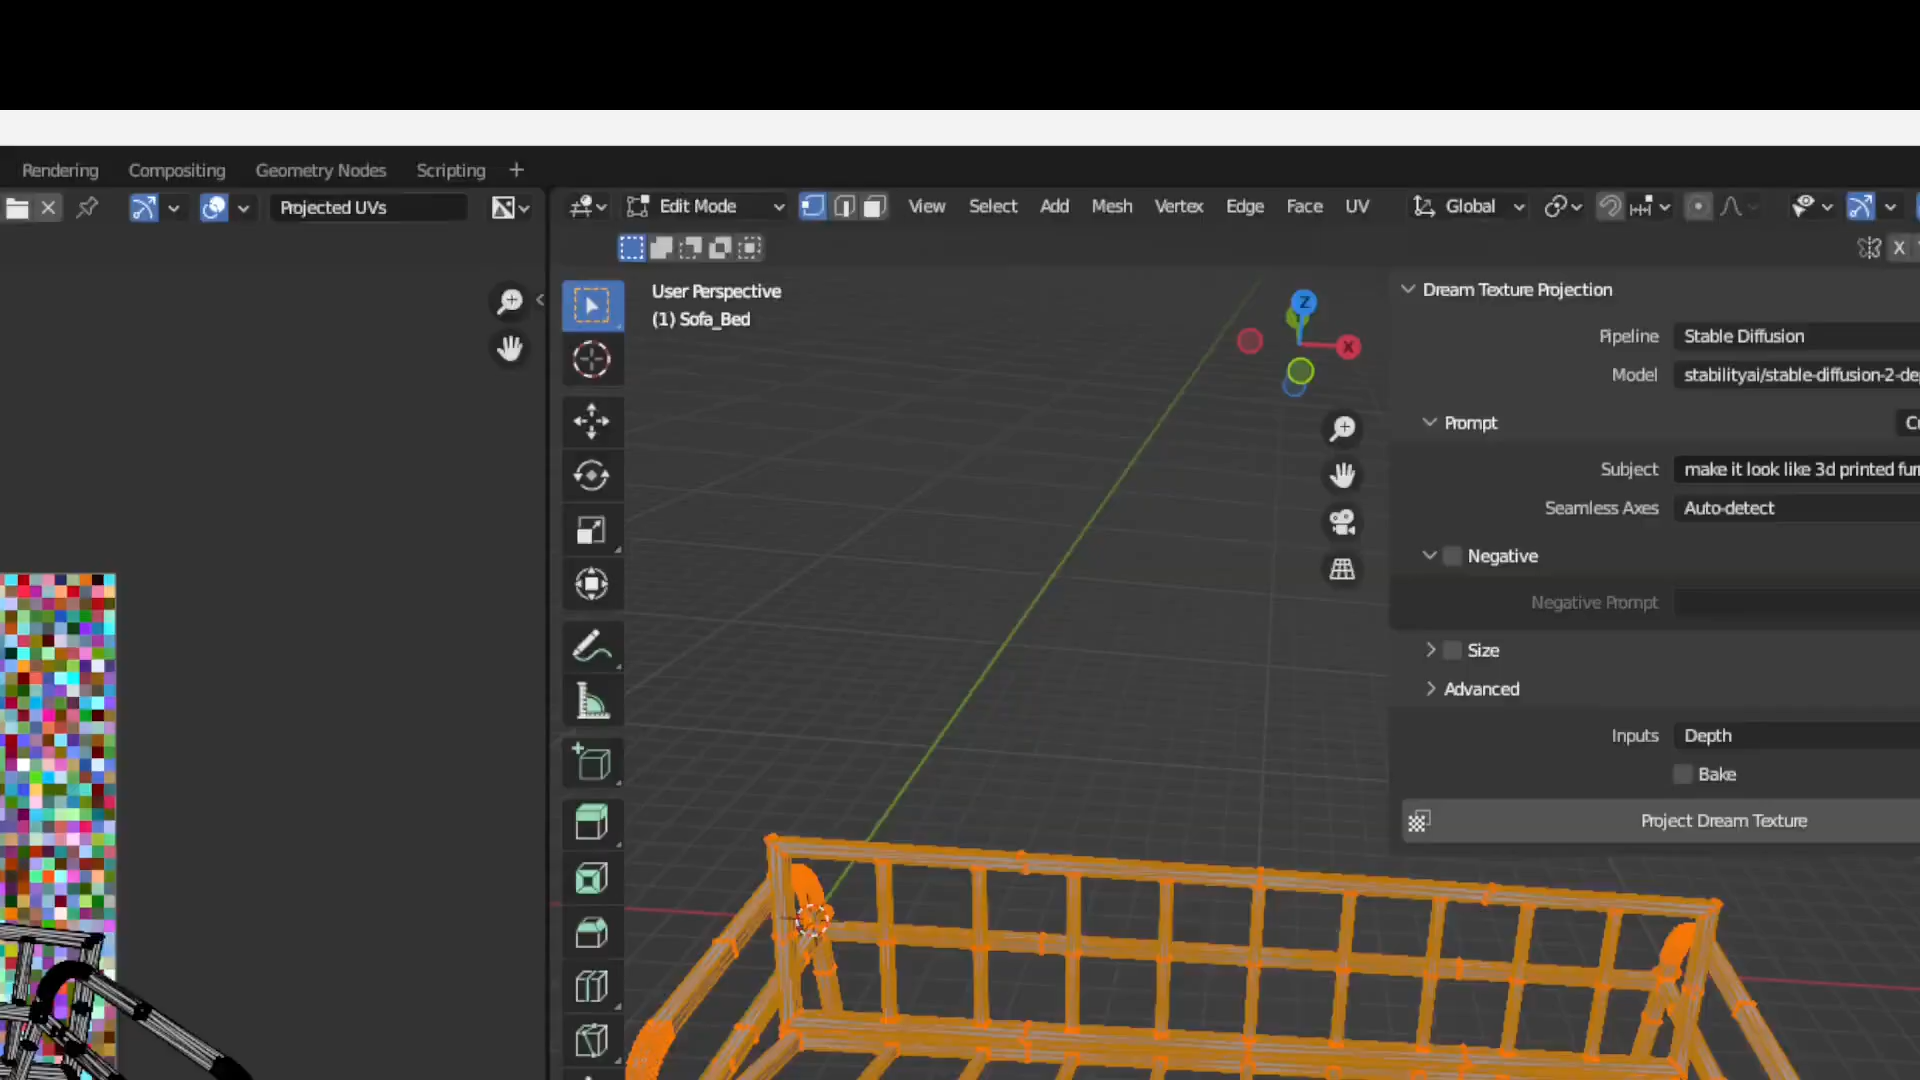 Rendering Compositing Geometry Nodes Scripting +
Projected UVs
Edit Mode View Select Add Mesh Vertex Edge Face UV Global
X
User Perspective
(1) Sofa_Bed
Z
X
Dream Texture Projection
Pipeline Stable Diffusion
Model stabilityai/stable-diffusion-2-de
Prompt
Subject make it look like 3d printed fur
Seamless Axes Auto-detect
Negative
Negative Prompt
Size
Advanced
Inputs Depth
Bake
Project Dream Texture